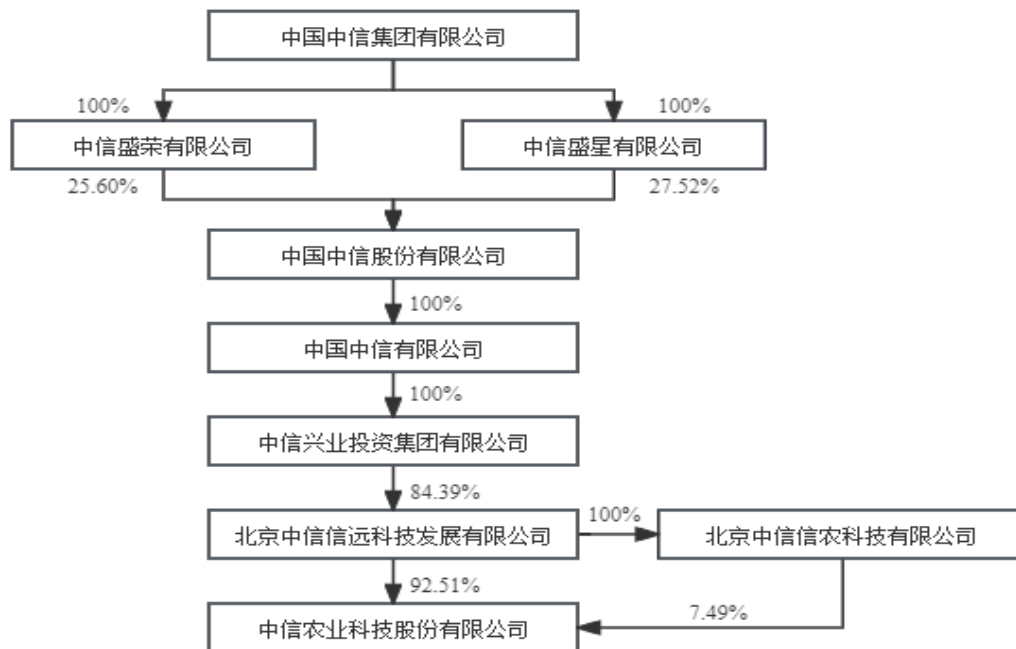 中国中信集团有限公司
100%
100%
中信盛荣有限公司
中信盛星有限公司
25.60%
27.52%
中国中信股份有限公司
100%
中国中信有限公司
100%
中信兴业投资集团有限公司
84.39%
北京中信信远科技发展有限公司
100%
北京中信信农科技有限公司
92.51%
7.49%
中信农业科技股份有限公司